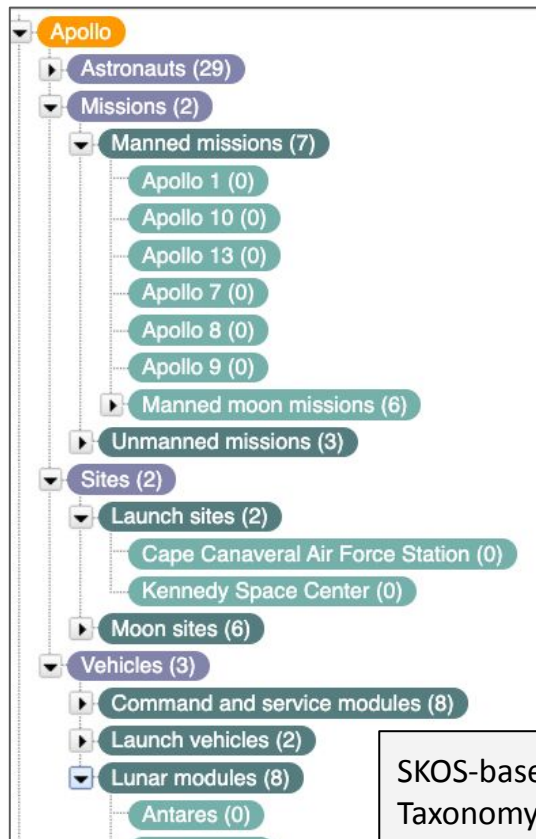 Apollo
Astronauts (29)
Missions (2)
Manned missions (7)
Apollo 1 (0)
Apollo 10 (0)
Apollo 13 (0)
Apollo 7 (0)
Apollo 8 (0)
Apollo 9 (0)
Manned moon missions (6)
Unmanned missions (3)
Sites (2)
Launch sites (2)
Cape Canaveral Air Force Station (0)
Kennedy Space Center (0)
Moon sites (6)
Vehicles (3)
Command and service modules (8)
Launch vehicles (2)
Lunar modules (8)
Antares (0)
SKOS-base
Taxonomy